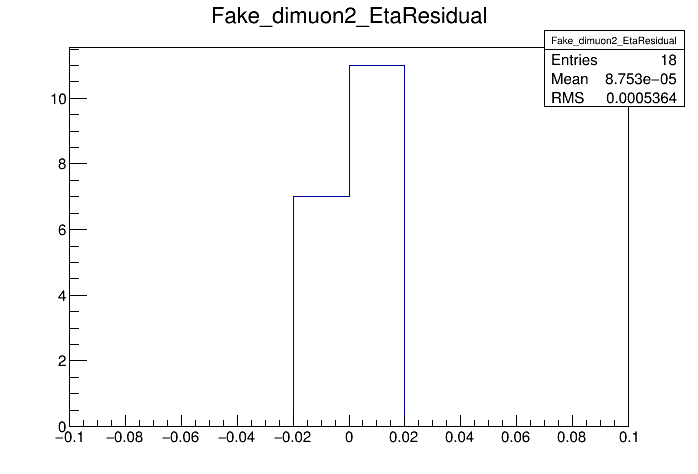 Fake_dimuon2_EtaResidual
Fake_dimuon2_EtaResidual
Entries 18
Mean 8.753e−05
RMS 0.0005364
10
8
6
4
2
0
−0.1 −0.08 −0.06 −0.04 −0.02 0 0.02 0.04 0.06 0.08 0.1